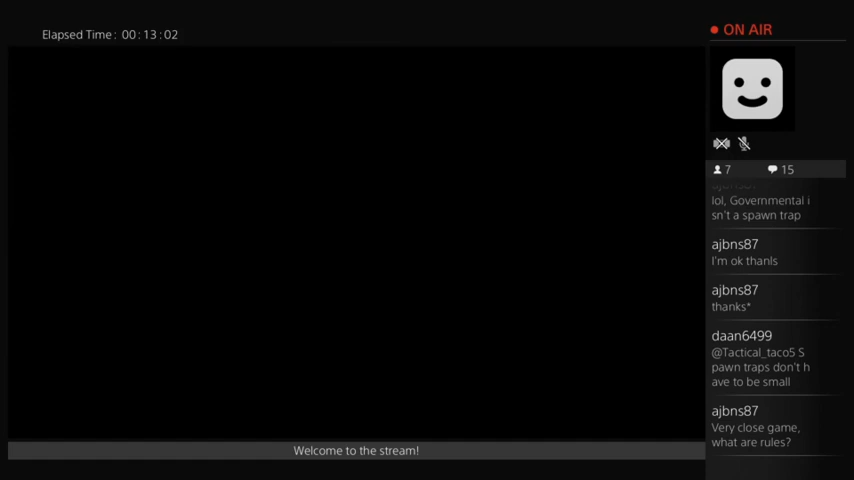 Elapsed Time: 00:13:02
ON AIR
7
15
ajbns87
lol, Governmental i
sn't a spawn trap
ajbns87
I'm ok thanls
ajbns87
thanks*
daan6499
@Tactical_taco5 S
pawn traps don't h
ave to be small
ajbns87
Very close game,
what are rules?
Welcome to the stream!